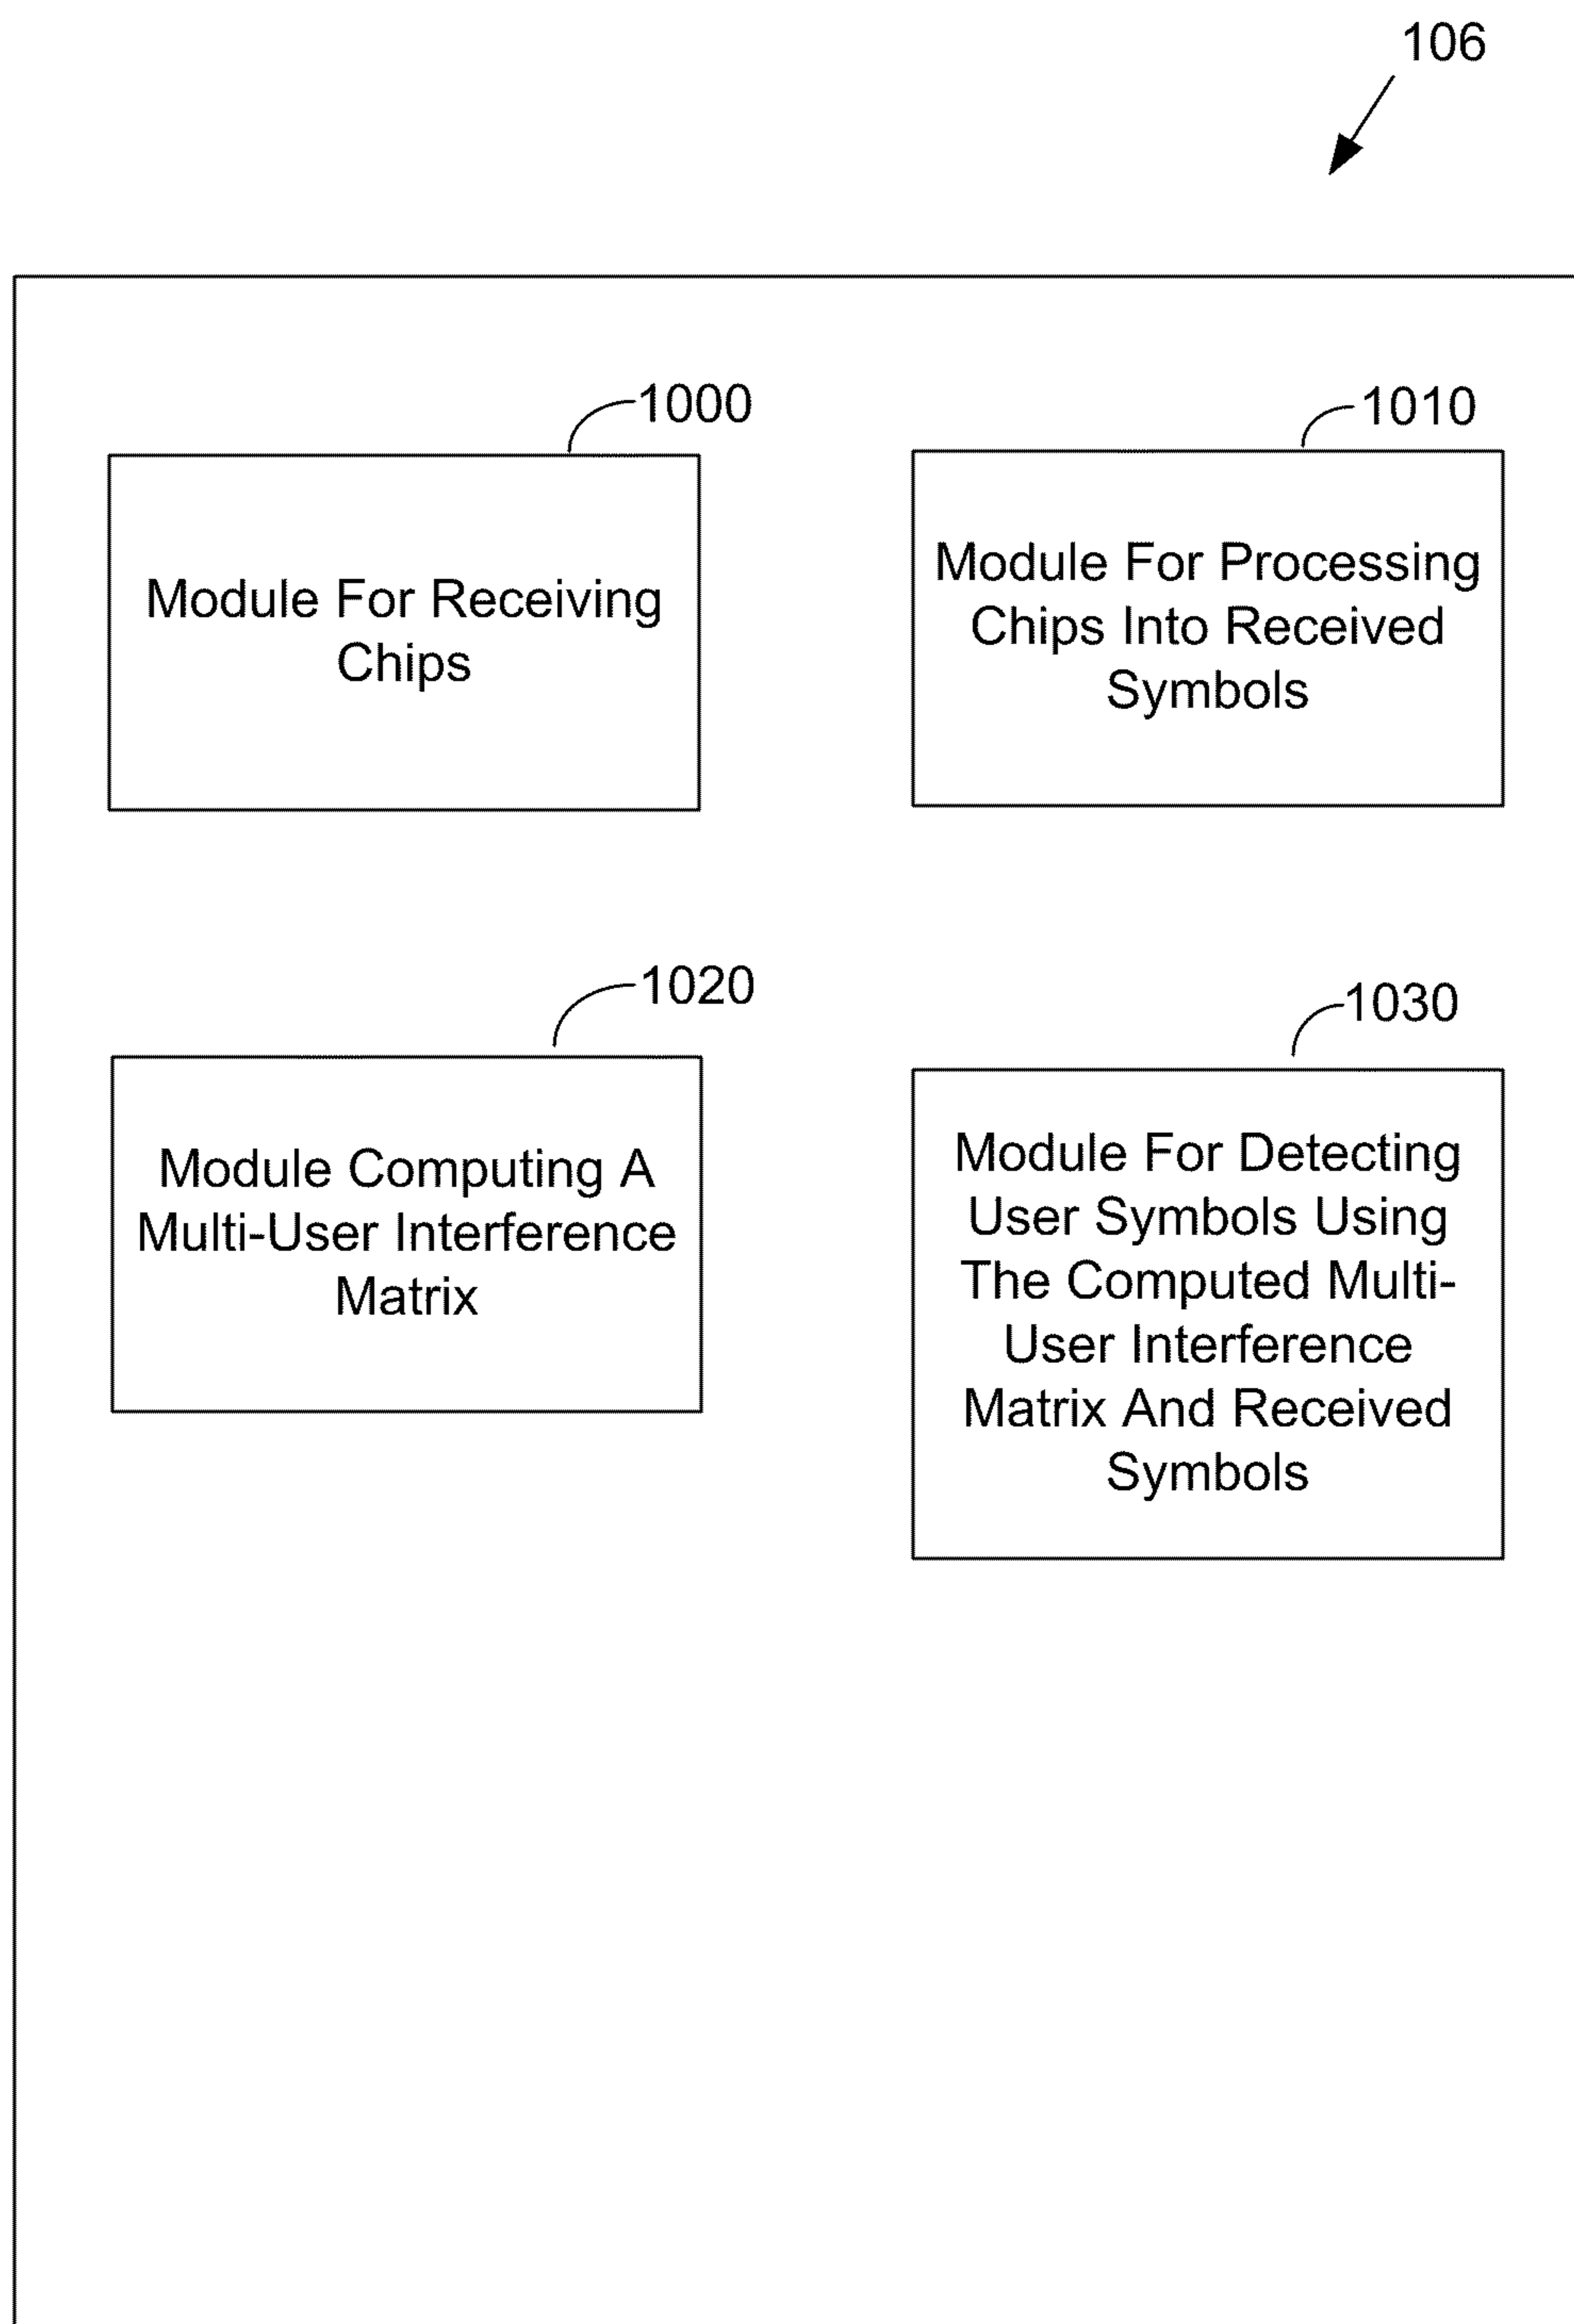 106
1000
Module For Receiving
Chips
1010
Module For Processing
Chips Into Received
Symbols
1020
Module Computing A
Multi-User Interference
Matrix
1030
Module For Detecting
User Symbols Using
The Computed Multi-
User Interference
Matrix And Received
Symbols